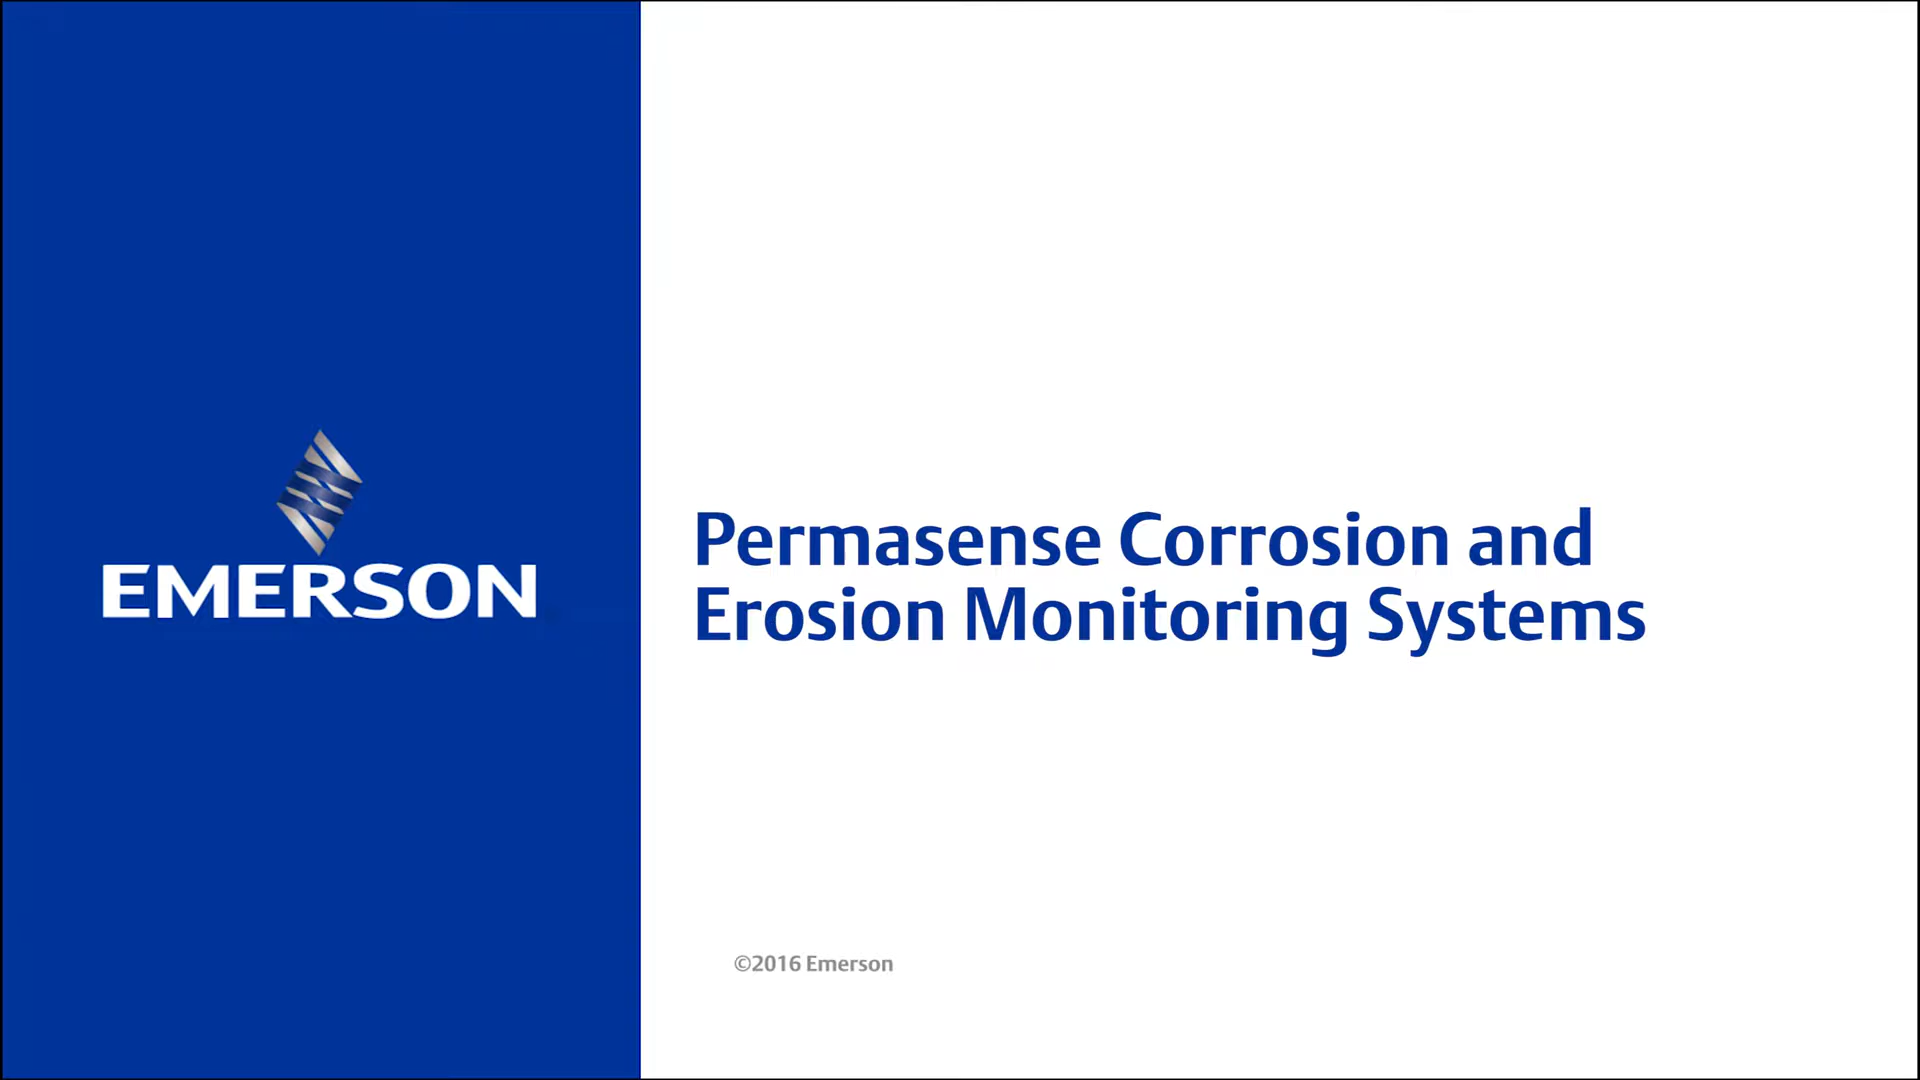 EMERSON
Permasense Corrosion and
Erosion Monitoring Systems
©2016 Emerson